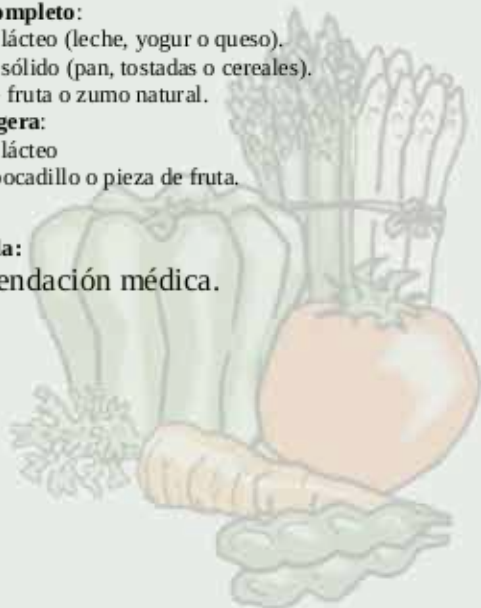 ompleto:
lácteo (leche, yogur o queso).
sólido (pan, tostadas o cereales).
fruta o zumo natural.
gera:
lácteo
bocadillo o pieza de fruta.
da:
endación médica.